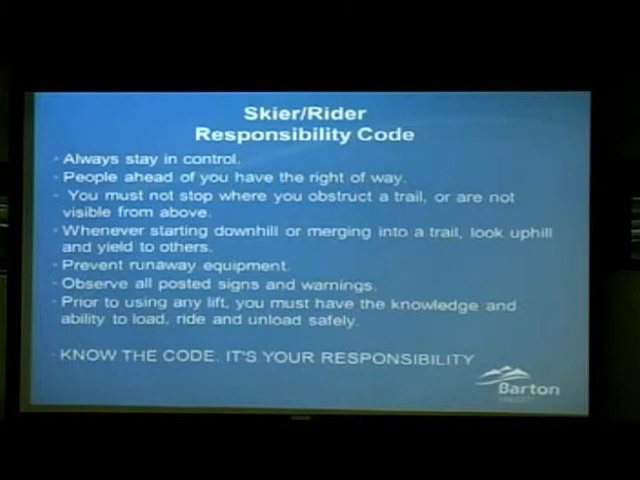 Skier/Rider
Responsibility Code
· Always stay in control.
· People ahead of you have the right of way.
· You must not stop where you obstruct a trail, or are not
visible from above.
· Whenever starting downhill or merging into a trail, look uphill
and yield to others.
· Prevent runaway equipment.
· Observe all posted signs and warnings.
· Prior to using any lift, you must have the knowledge and
ability to load, ride and unload safely.
· KNOW THE CODE. IT'S YOUR RESPONSIBILITY
Barton